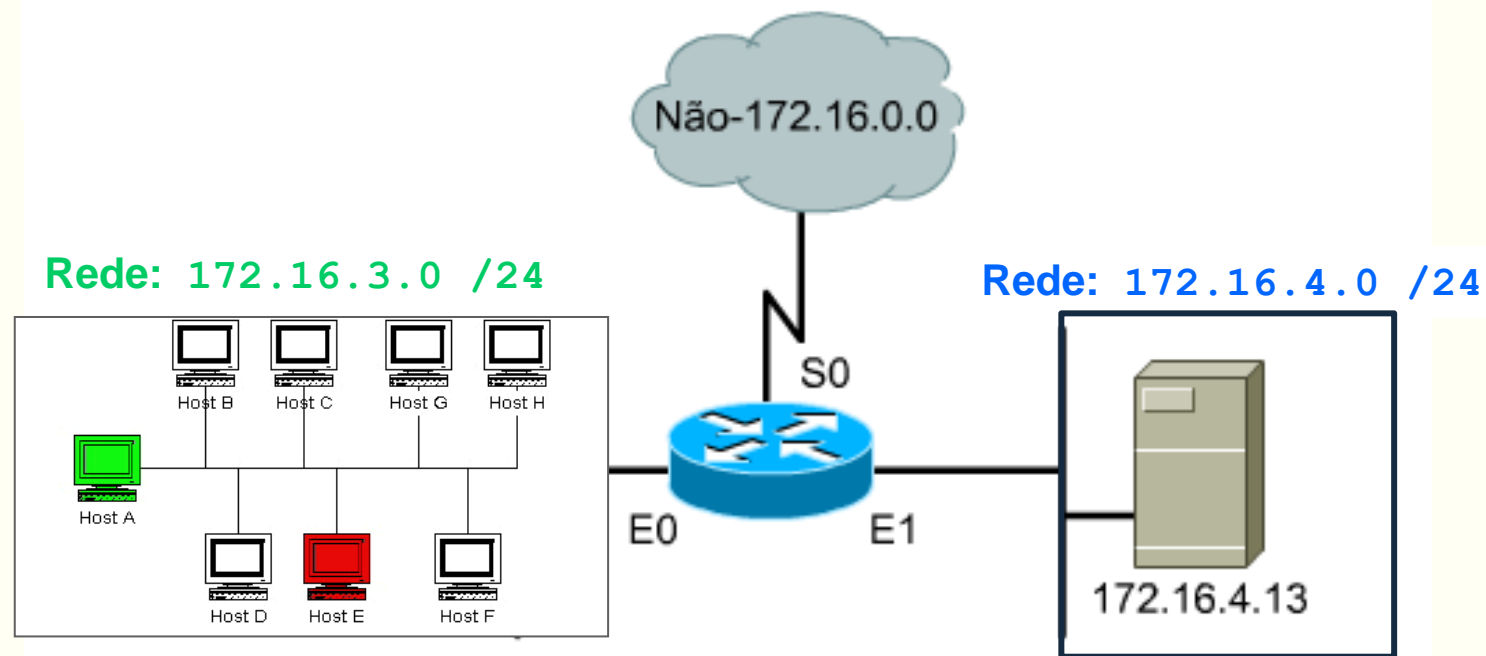 Não-172.16.0.0
Rede: 172.16.3.0 /24
Rede: 172.16.4.0 /24
Host B
Host C
Host G
Host H
S0
Host A
E0
E1
Host D
Host E
Host F
172.16.4.13